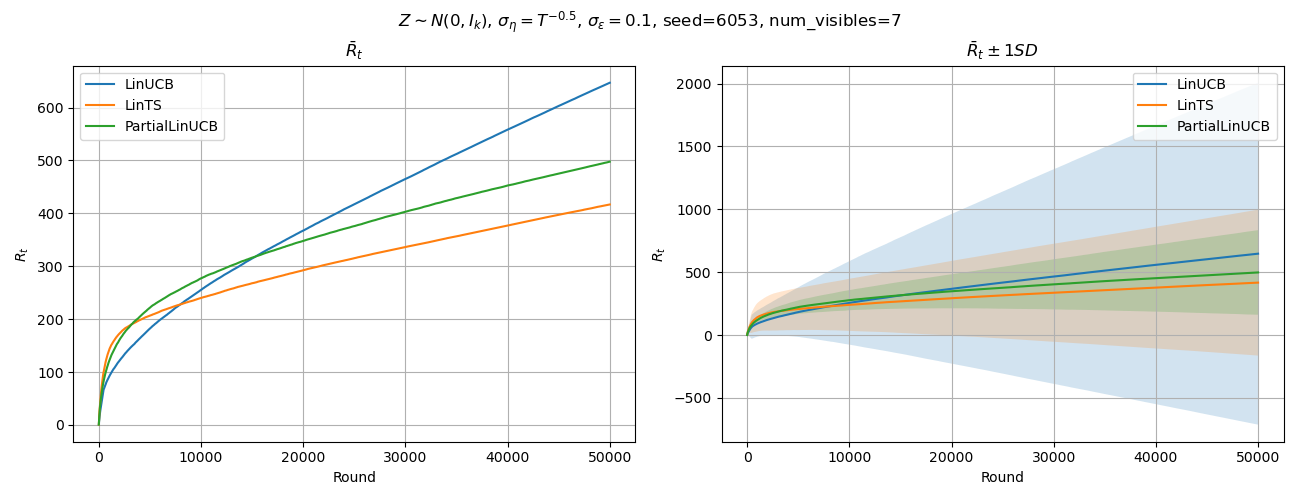 Z ∼ N(0, I_k), σ_η = T^{−0.5}, σ_ε = 0.1, seed=6053, num_visibles=7
R̄_t
600
500
400
300
200
100
0
R_t
LinUCB
LinTS
PartialLinUCB
0 10000 20000 30000 40000 50000
Round
R̄_t ± 1SD
2000
1500
1000
500
0
−500
R_t
LinUCB
LinTS
PartialLinUCB
0 10000 20000 30000 40000 50000
Round